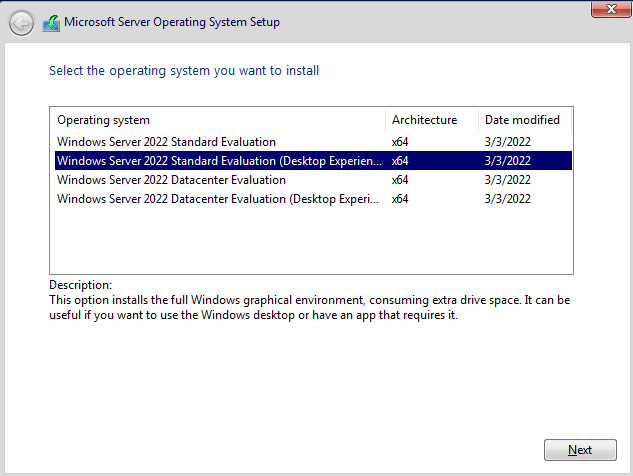 Microsoft Server Operating System Setup
Select the operating system you want to install
Operating system Architecture Date modified
Windows Server 2022 Standard Evaluation x64 3/3/2022
Windows Server 2022 Standard Evaluation (Desktop Experien... x64 3/3/2022
Windows Server 2022 Datacenter Evaluation x64 3/3/2022
Windows Server 2022 Datacenter Evaluation (Desktop Experi... x64 3/3/2022
Description:
This option installs the full Windows graphical environment, consuming extra drive space. It can be
useful if you want to use the Windows desktop or have an app that requires it.
Next